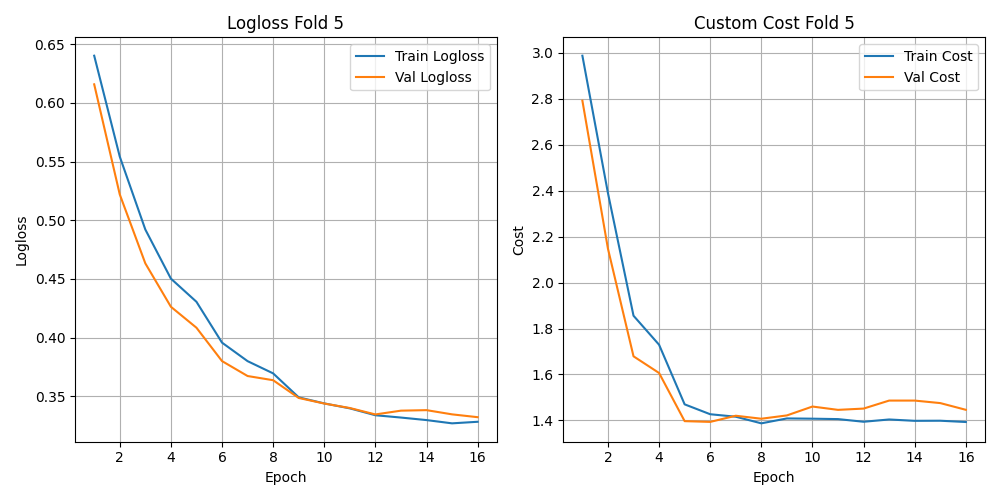 Logloss Fold 5
0.65
0.60
0.55
0.50
0.45
0.40
0.35
Logloss
Train Logloss
Val Logloss
2 4 6 8 10 12 14 16
Epoch
Custom Cost Fold 5
3.0
2.8
2.6
2.4
2.2
2.0
1.8
1.6
1.4
Cost
Train Cost
Val Cost
2 4 6 8 10 12 14 16
Epoch